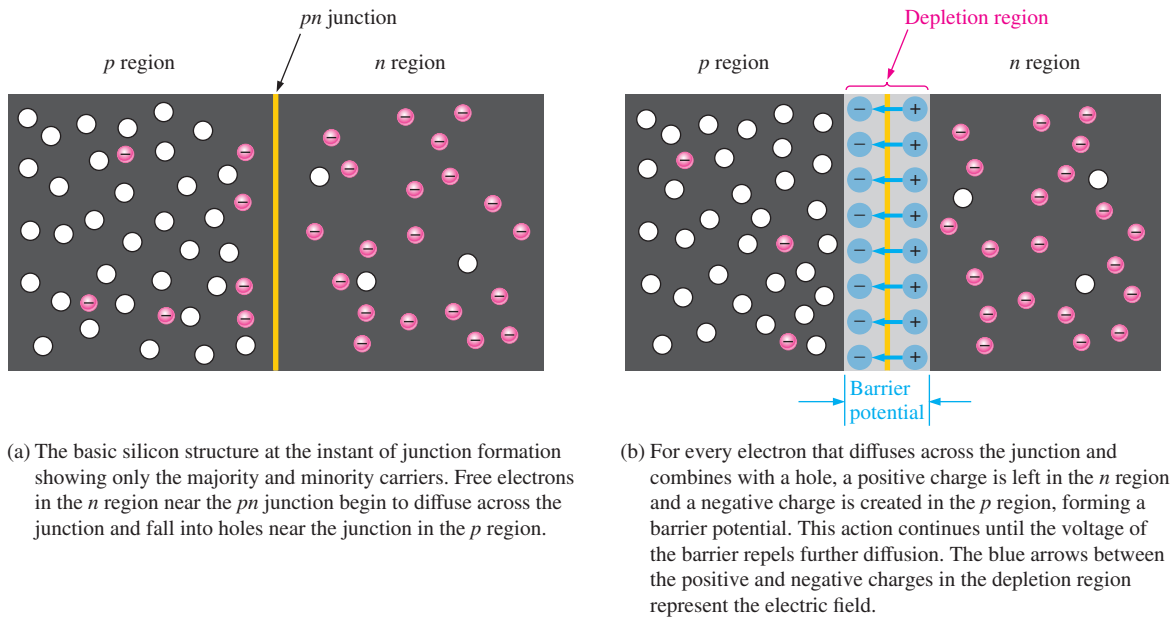 pn junction
p region
n region
(a) The basic silicon structure at the instant of junction formation
showing only the majority and minority carriers. Free electrons
in the n region near the pn junction begin to diffuse across the
junction and fall into holes near the junction in the p region.
Depletion region
p region
n region
Barrier
potential
(b) For every electron that diffuses across the junction and
combines with a hole, a positive charge is left in the n region
and a negative charge is created in the p region, forming a
barrier potential. This action continues until the voltage of
the barrier repels further diffusion. The blue arrows between
the positive and negative charges in the depletion region
represent the electric field.